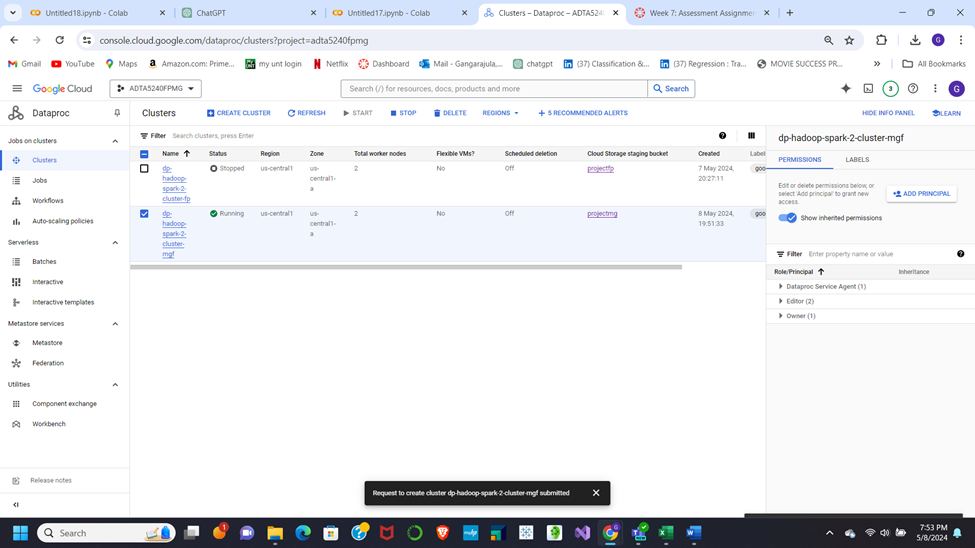 Untitled18.ipynb - Colab
ChatGPT
Untitled17.ipynb - Colab
Clusters – Dataproc – ADTA5240
Week 7: Assessment Assignment
console.cloud.google.com/dataproc/clusters?project=adta5240fpmg
G
Gmail
YouTube
Maps
Amazon.com: Prime...
my unt login
Netflix
Dashboard
Mail - Gangarajula,...
chatgpt
(37) Classification &...
(37) Regression : Tra...
MOVIE SUCCESS PR...
»
All Bookmarks
Google Cloud
ADTA5240FPMG
Search (/) for resources, docs, products and more
Search
3
G
Dataproc
Clusters
CREATE CLUSTER
REFRESH
START
STOP
DELETE
REGIONS
5 RECOMMENDED ALERTS
HIDE INFO PANEL
LEARN
Jobs on clusters
Clusters
Jobs
Workflows
Auto-scaling policies
Serverless
Batches
Interactive
Interactive templates
Metastore services
Metastore
Federation
Utilities
Component exchange
Workbench
Release notes
Filter Search clusters, press Enter
Name Status Region Zone Total worker nodes Flexible VMs? Scheduled deletion Cloud Storage staging bucket Created Labels
dp-hadoop-spark-2-cluster-fp Stopped us-central1 us-central1-a 2 No Off projectfp 7 May 2024, 20:27:11 goo
dp-hadoop-spark-2-cluster-mgf Running us-central1 us-central1-a 2 No Off projectmg 8 May 2024, 19:51:33 goo
dp-hadoop-spark-2-cluster-mgf
PERMISSIONS
LABELS
Edit or delete permissions below, or
select 'Add principal' to grant new
access.
ADD PRINCIPAL
Show inherited permissions
Filter Enter property name or value
Role/Principal Inheritance
Dataproc Service Agent (1)
Editor (2)
Owner (1)
Request to create cluster dp-hadoop-spark-2-cluster-mgf submitted
Search
7:53 PM
5/8/2024